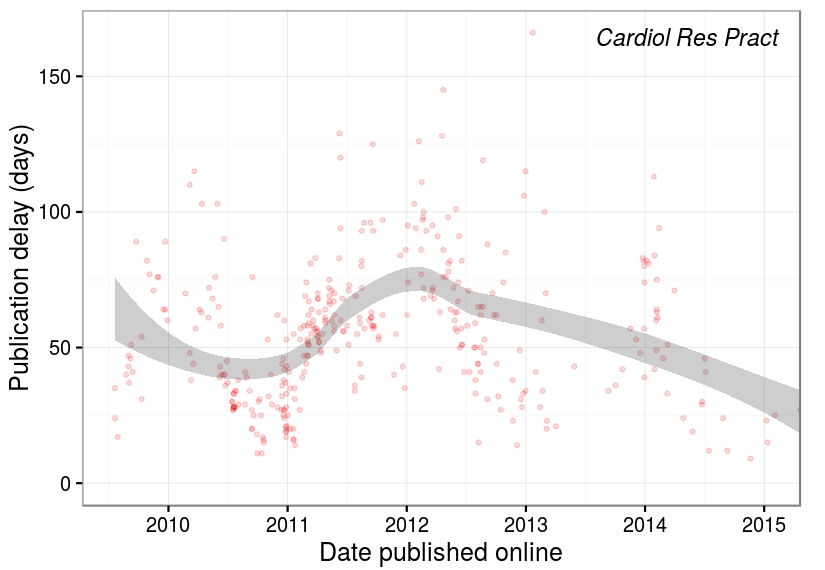 Cardiol Res Pract
Publication delay (days)
150
100
50
0
2010 2011 2012 2013 2014 2015
Date published online